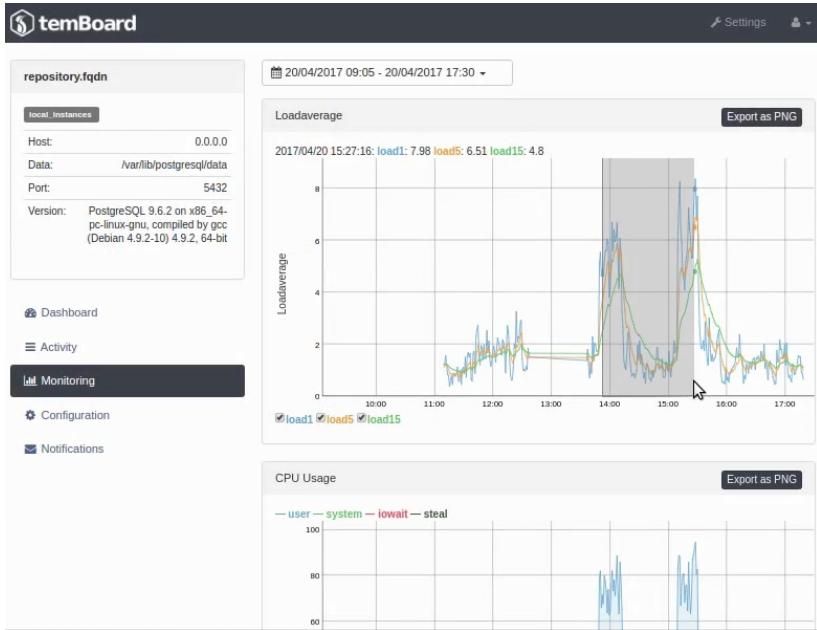 temBoard
Settings
repository.fqdn
local_instances
Host: 0.0.0.0
Data: /var/lib/postgresql/data
Port: 5432
Version: PostgreSQL 9.6.2 on x86_64-
pc-linux-gnu, compiled by gcc
(Debian 4.9.2-10) 4.9.2, 64-bit
Dashboard
Activity
Monitoring
Configuration
Notifications
20/04/2017 09:05 - 20/04/2017 17:30
Loadaverage
Export as PNG
2017/04/20 15:27:16: load1: 7.98 load5: 6.51 load15: 4.8
Loadaverage
8
6
4
2
0
10:00 11:00 12:00 13:00 14:00 15:00 16:00 17:00
load1 load5 load15
CPU Usage
Export as PNG
— user — system — iowait — steal
100
80
60